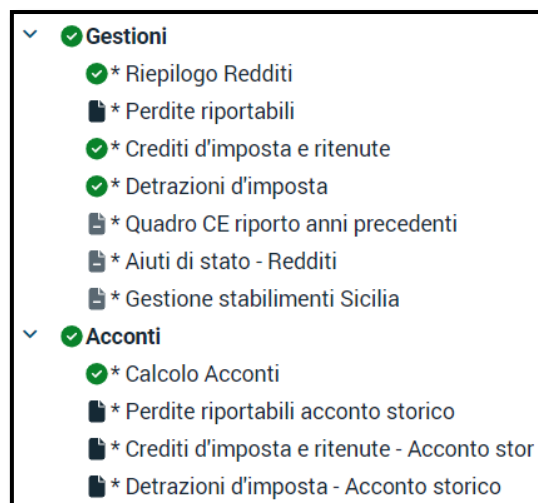 Gestioni
* Riepilogo Redditi
* Perdite riportabili
* Crediti d'imposta e ritenute
* Detrazioni d'imposta
* Quadro CE riporto anni precedenti
* Aiuti di stato - Redditi
* Gestione stabilimenti Sicilia
Acconti
* Calcolo Acconti
* Perdite riportabili acconto storico
* Crediti d'imposta e ritenute - Acconto stor
* Detrazioni d'imposta - Acconto storico